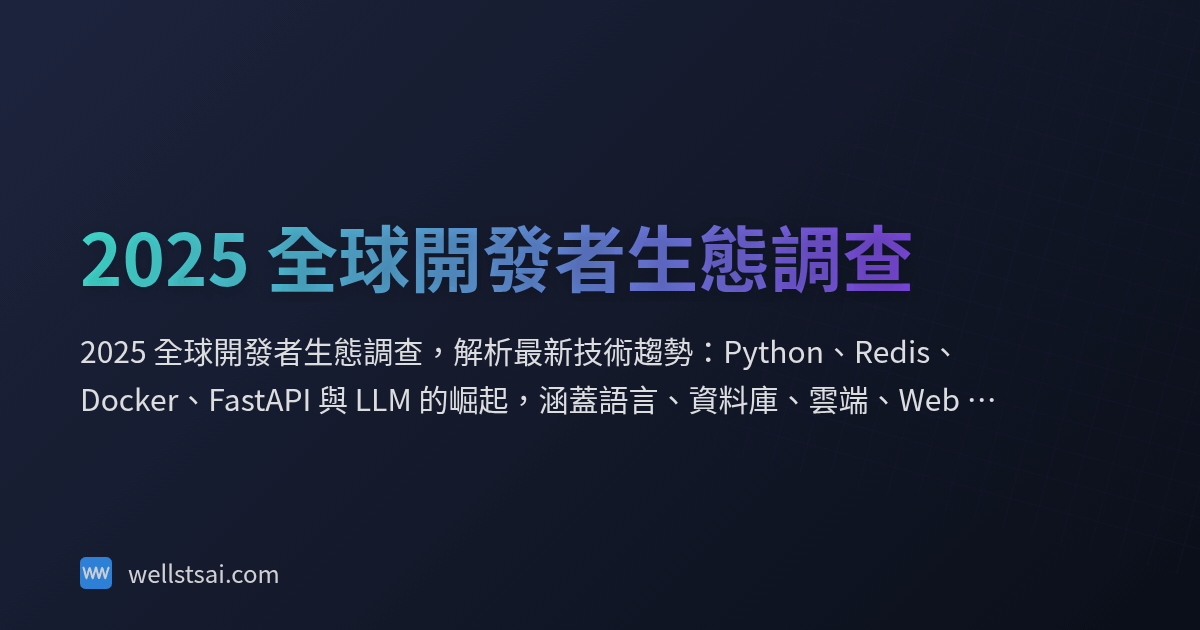 2025 全球開發者生態調查
2025 全球開發者生態調查，解析最新技術趨勢：Python、Redis、
Docker、FastAPI 與 LLM 的崛起，涵蓋語言、資料庫、雲端、Web …
W wellstsai.com